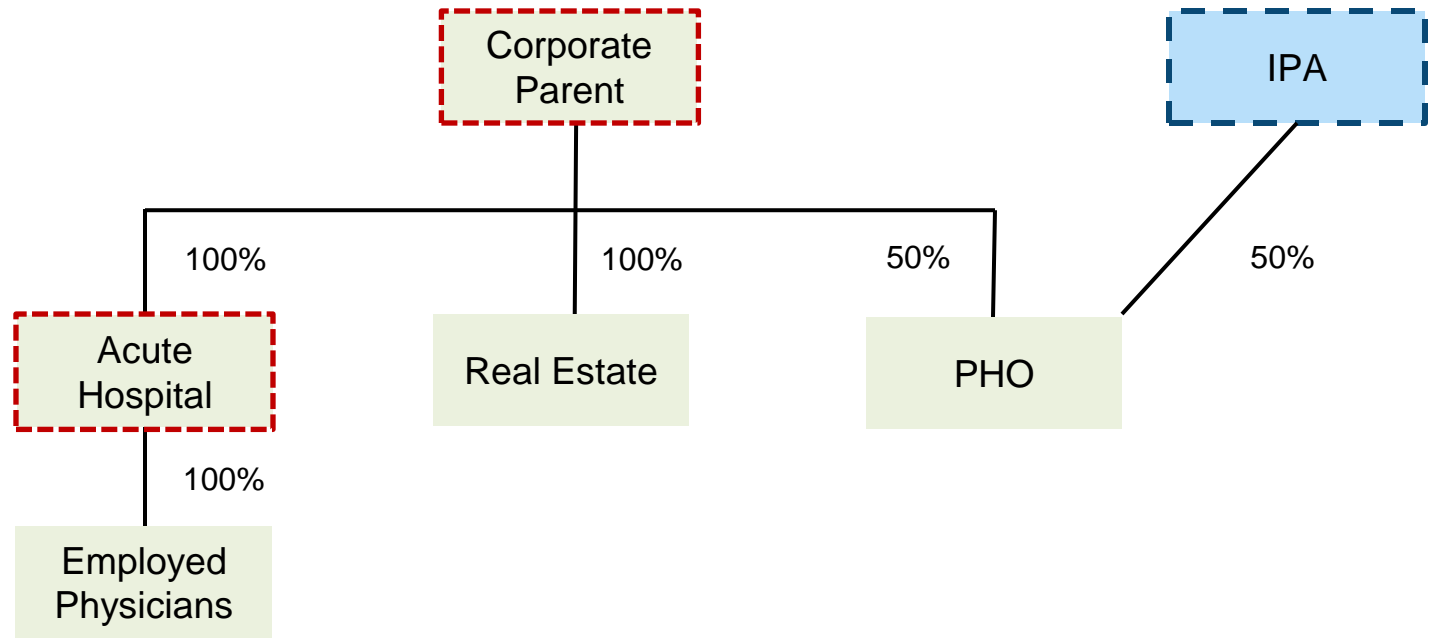 Corporate
Parent
IPA
100%
100%
50%
50%
Acute
Hospital
Real Estate
PHO
100%
Employed
Physicians